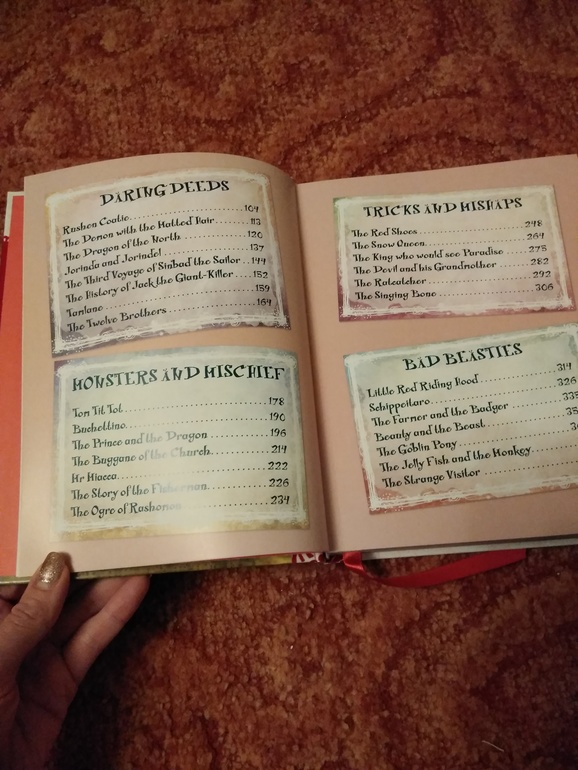 DARING DEEDS
Rushen Coatie..................104
The Demon with the Matted Hair........113
The Dragon of the North...........120
Jorinda and Jorindel.................137
The Third Voyage of Sinbad the Sailor..144
The History of Jack the Giant-Killer....152
Tamlane........................159
The Twelve Brothers..................164
MONSTERS AND MISCHIEF
Tom Tit Tot..........................178
Buchettino..........................190
The Prince and the Dragon............196
The Buggane of the Church............214
Mr Miacca..........................222
The Story of the Fisherman............226
The Ogre of Rashomon.................234
TRICKS AND MISHAPS
The Red Shoes......................248
The Snow Queen.....................264
The King who would see Paradise......275
The Devil and his Grandmother........282
The Ratcatcher......................292
The Singing Bone....................306
BAD BEASTIES
Little Red Riding Hood................314
Schippeitaro........................326
The Farmer and the Badger...........
Beauty and the Beast................
The Goblin Pony.....................
The Jelly Fish and the Monkey........
The Strange Visitor..................